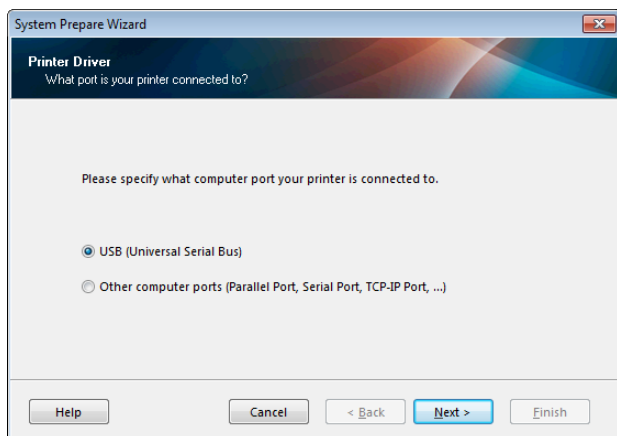 System Prepare Wizard
Printer Driver
What port is your printer connected to?
Please specify what computer port your printer is connected to.
USB (Universal Serial Bus)
Other computer ports (Parallel Port, Serial Port, TCP-IP Port, ...)
Help Cancel < Back Next > Finish